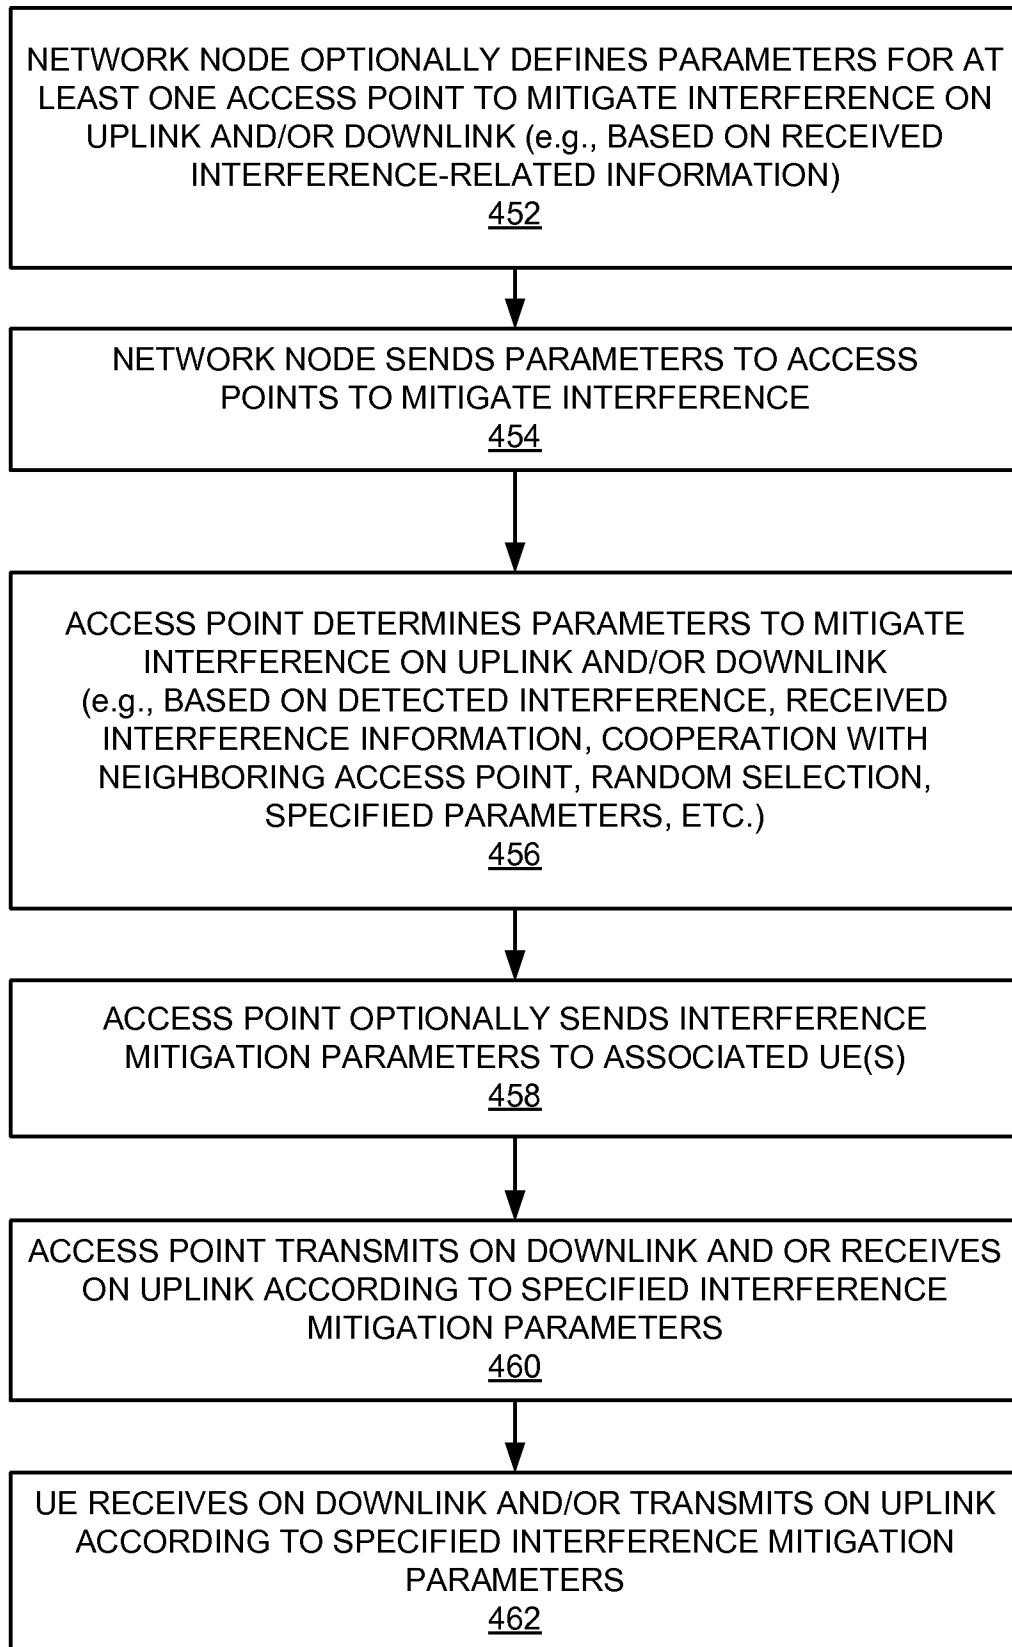 NETWORK NODE OPTIONALLY DEFINES PARAMETERS FOR AT
LEAST ONE ACCESS POINT TO MITIGATE INTERFERENCE ON
UPLINK AND/OR DOWNLINK (e.g., BASED ON RECEIVED
INTERFERENCE-RELATED INFORMATION)
452
NETWORK NODE SENDS PARAMETERS TO ACCESS
POINTS TO MITIGATE INTERFERENCE
454
ACCESS POINT DETERMINES PARAMETERS TO MITIGATE
INTERFERENCE ON UPLINK AND/OR DOWNLINK
(e.g., BASED ON DETECTED INTERFERENCE, RECEIVED
INTERFERENCE INFORMATION, COOPERATION WITH
NEIGHBORING ACCESS POINT, RANDOM SELECTION,
SPECIFIED PARAMETERS, ETC.)
456
ACCESS POINT OPTIONALLY SENDS INTERFERENCE
MITIGATION PARAMETERS TO ASSOCIATED UE(S)
458
ACCESS POINT TRANSMITS ON DOWNLINK AND OR RECEIVES
ON UPLINK ACCORDING TO SPECIFIED INTERFERENCE
MITIGATION PARAMETERS
460
UE RECEIVES ON DOWNLINK AND/OR TRANSMITS ON UPLINK
ACCORDING TO SPECIFIED INTERFERENCE MITIGATION
PARAMETERS
462